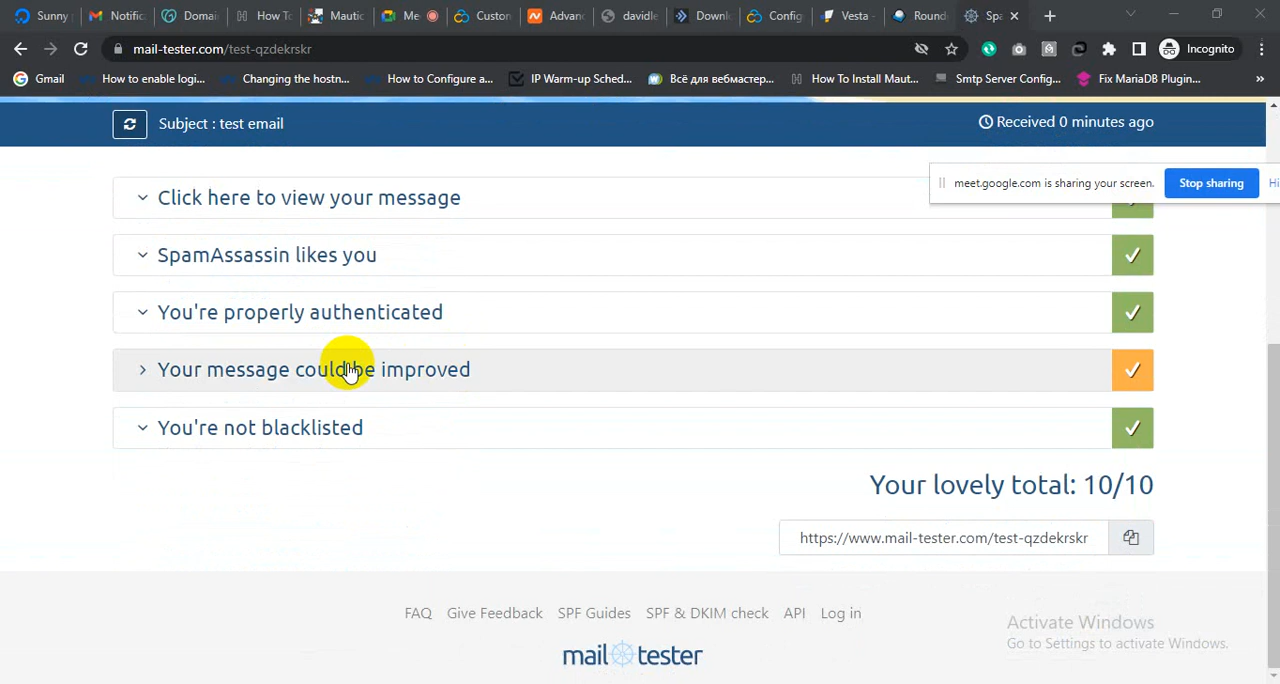 Sunny
Notific
Domai
How To
Mautic
Me
Custon
Advanc
davidle
Downl
Config
Vesta
Round
Spa
mail-tester.com/test-qzdekrskr
Incognito
Gmail
How to enable logi...
Changing the hostn...
How to Configure a...
IP Warm-up Sched...
Всё для вебмастер...
How To Install Maut...
Smtp Server Config...
Fix MariaDB Plugin...
Subject : test email
Received 0 minutes ago
meet.google.com is sharing your screen.
Stop sharing
Hi
Click here to view your message
SpamAssassin likes you
You're properly authenticated
Your message could be improved
You're not blacklisted
Your lovely total: 10/10
https://www.mail-tester.com/test-qzdekrskr
FAQ Give Feedback SPF Guides SPF & DKIM check API Log in
mail tester
Activate Windows
Go to Settings to activate Windows.